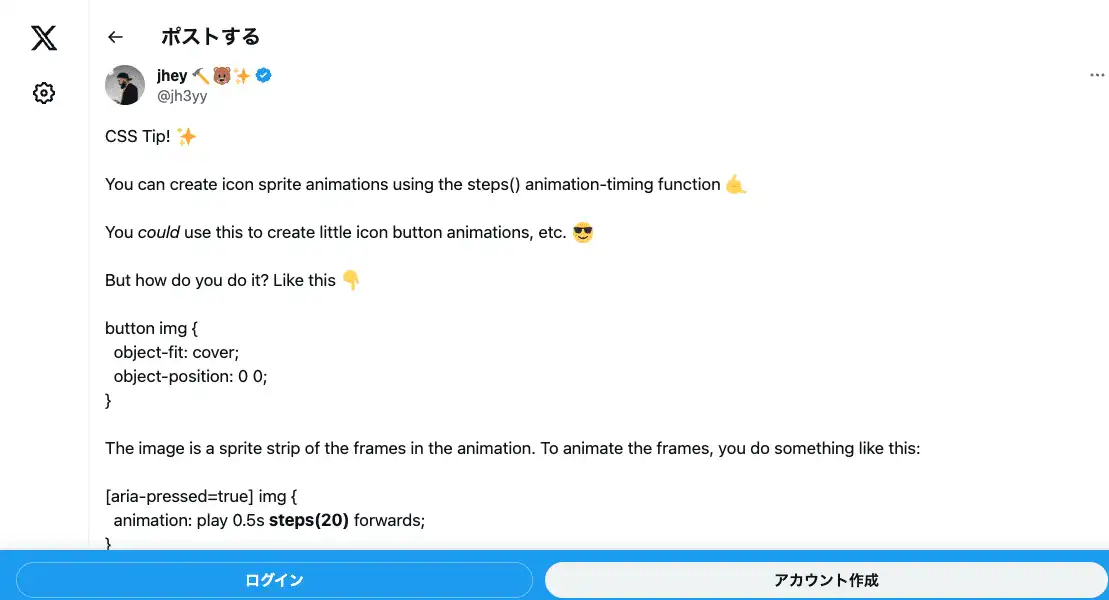 ポストする
jhey 🔨🐻✨
@jh3yy
CSS Tip! ✨
You can create icon sprite animations using the steps() animation-timing function 🤙
You could use this to create little icon button animations, etc. 😎
But how do you do it? Like this 👇
button img {
object-fit: cover;
object-position: 0 0;
}
The image is a sprite strip of the frames in the animation. To animate the frames, you do something like this:
[aria-pressed=true] img {
animation: play 0.5s steps(20) forwards;
}
ログイン
アカウント作成